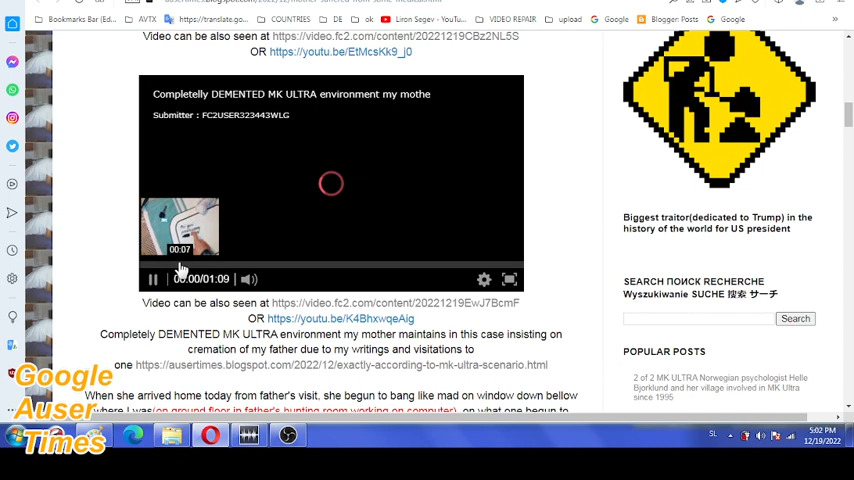 Bookmarks Bar (Ed... AVTX https://translate.go... COUNTRIES DE ok Liron Segev - YouTu... VIDEO REPAIR upload Google Blogger: Posts Google »
Video can be also seen at https://video.fc2.com/content/20221219CBz2NL5S
OR https://youtu.be/EtMcsKk9_j0
Completelly DEMENTED MK ULTRA environment my mothe
Submitter : FC2USER323443WLG
00:07
00:00/01:09
Video can be also seen at https://video.fc2.com/content/20221219EwJ7BcmF
OR https://youtu.be/K4BhxwqeAig
Completely DEMENTED MK ULTRA environment my mother maintains in this case insisting on
cremation of my father due to my writings and visitations to
one https://ausertimes.blogspot.com/2022/12/exactly-according-to-mk-ultra-scenario.html
When she arrived home today from father's visit, she begun to bang like mad on window down bellow
where I was(on ground floor in father's hunting room working on computer), on what one begun to
Biggest traitor(dedicated to Trump) in the
history of the world for US president
SEARCH ПОИСК RECHERCHE
Wyszukiwanie SUCHE 搜索 サーチ
Search
POPULAR POSTS
2 of 2 MK ULTRA Norwegian psychologist Helle
Bjorklund and her village involved in MK Ultra
since 1995
Google
Auser
Times
SL
5:02 PM
12/19/2022